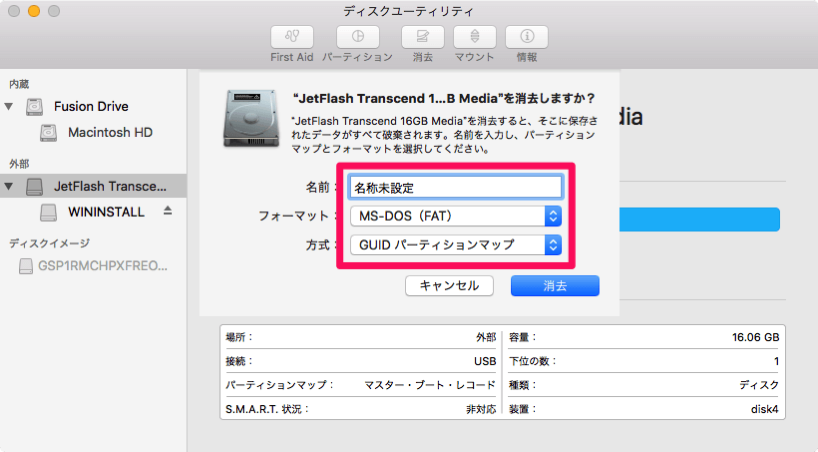 ディスクユーティリティ
First Aid パーティション 消去 マウント 情報
内蔵
Fusion Drive
Macintosh HD
外部
JetFlash Transce...
WININSTALL
ディスクイメージ
GSP1RMCHPXFREO...
"JetFlash Transcend 1...B Media"を消去しますか？
"JetFlash Transcend 16GB Media"を消去すると、そこに保存さ
れたデータがすべて破棄されます。名前を入力し、パーティション
マップとフォーマットを選択してください。
名前： 名称未設定
フォーマット： MS-DOS（FAT）
方式： GUID パーティションマップ
キャンセル 消去
dia
場所： 外部 容量： 16.06 GB
接続： USB 下位の数： 1
パーティションマップ： マスター・ブート・レコード 種類： ディスク
S.M.A.R.T. 状況： 非対応 装置： disk4